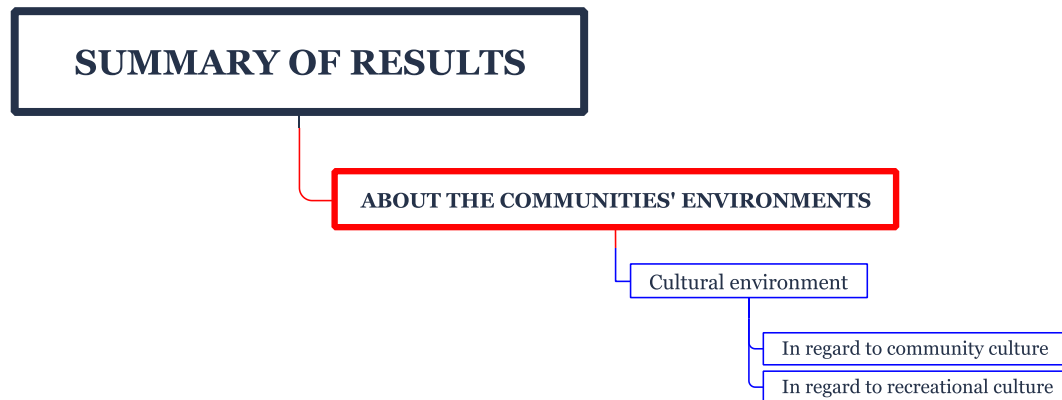 SUMMARY OF RESULTS
ABOUT THE COMMUNITIES' ENVIRONMENTS
Cultural environment
In regard to community culture
In regard to recreational culture